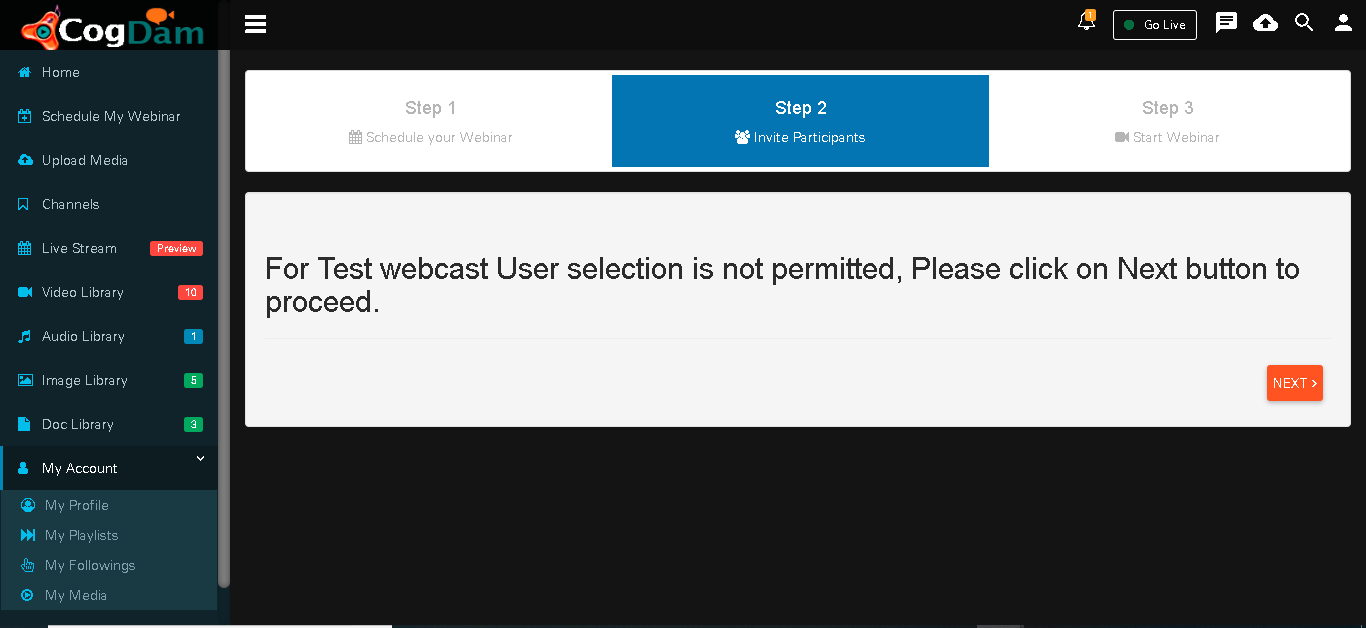 CogDam
1
Go Live
Home
Schedule My Webinar
Upload Media
Channels
Live Stream Preview
Video Library 10
Audio Library 1
Image Library 5
Doc Library 3
My Account
My Profile
My Playlists
My Followings
My Media
Step 1
Schedule your Webinar
Step 2
Invite Participants
Step 3
Start Webinar
For Test webcast User selection is not permitted, Please click on Next button to
proceed.
NEXT >